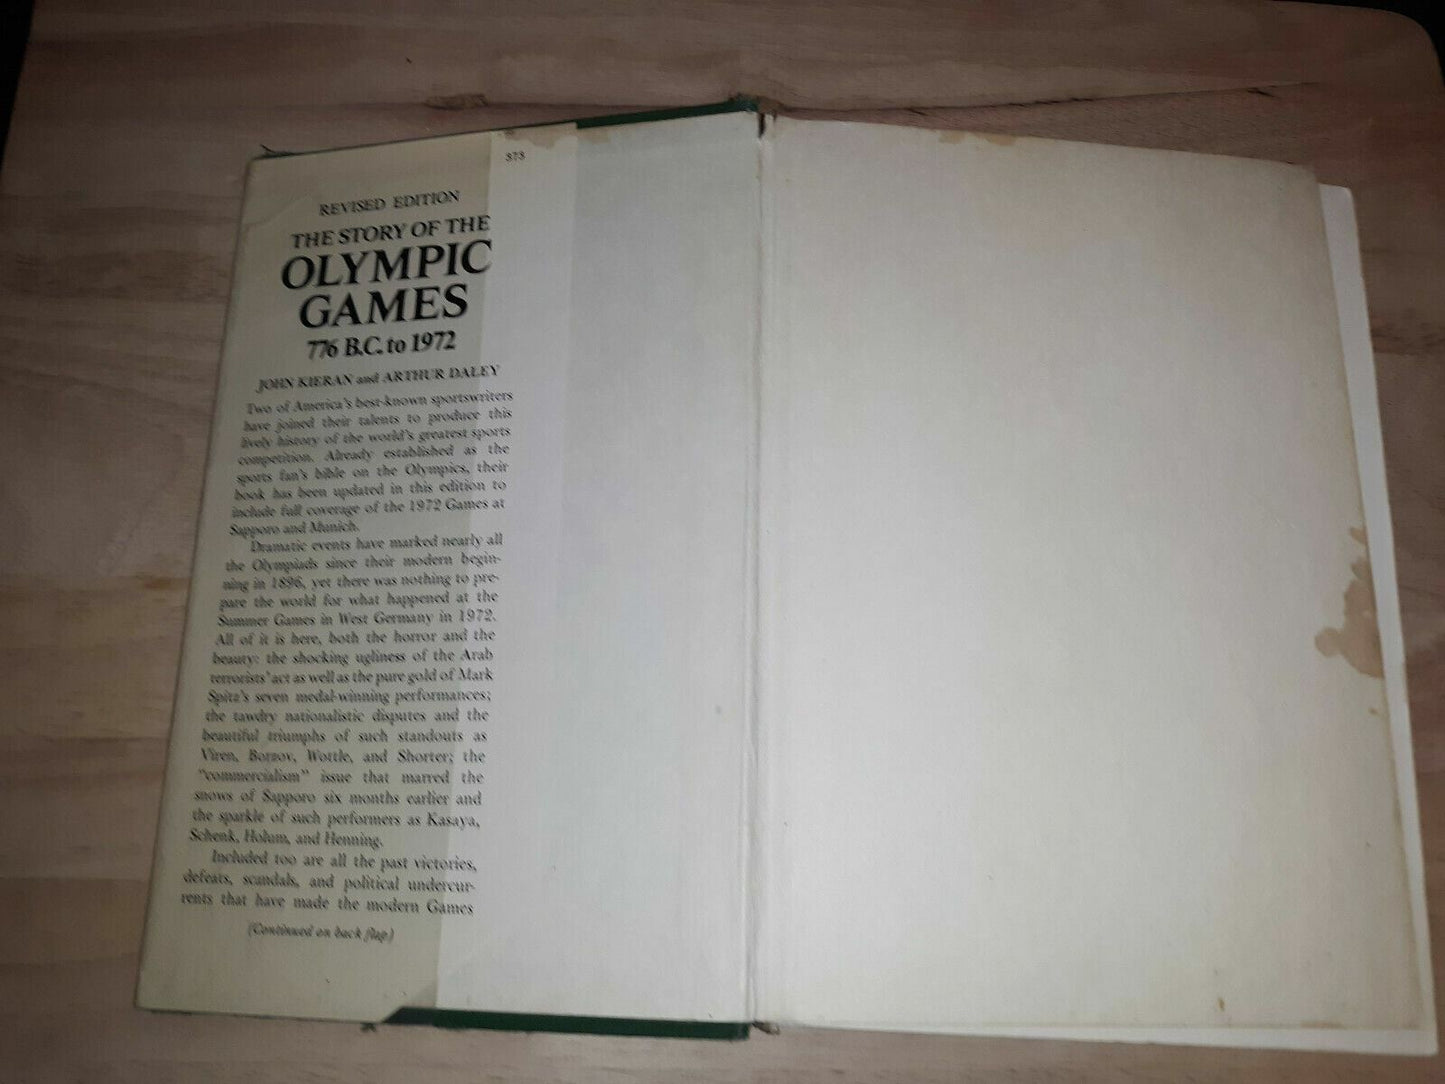 373
REVISED EDITION
THE STORY OF THE
OLYMPIC
GAMES
776 B.C. to 1972
JOHN KIERAN and ARTHUR DALEY
Two of America's best-known sportswriters
have joined their talents to produce this
lively history of the world's greatest sports
competition. Already established as the
sports fan's bible on the Olympics, their
book has been updated in this edition to
include full coverage of the 1972 Games at
Sapporo and Munich.
Dramatic events have marked nearly all
the Olympiads since their modern begin-
ning in 1896, yet there was nothing to pre-
pare the world for what happened at the
Summer Games in West Germany in 1972.
All of it is here, both the horror and the
beauty: the shocking ugliness of the Arab
terrorists' act as well as the pure gold of Mark
Spitz's seven medal-winning performances;
the tawdry nationalistic disputes and the
beautiful triumphs of such standouts as
Viren, Borzov, Wottle, and Shorter; the
"commercialism" issue that marred the
snows of Sapporo six months earlier and
the sparkle of such performers as Kasaya,
Schenk, Holum, and Henning.
Included too are all the past victories,
defeats, scandals, and political undercur-
rents that have made the modern Games
(Continued on back flap)